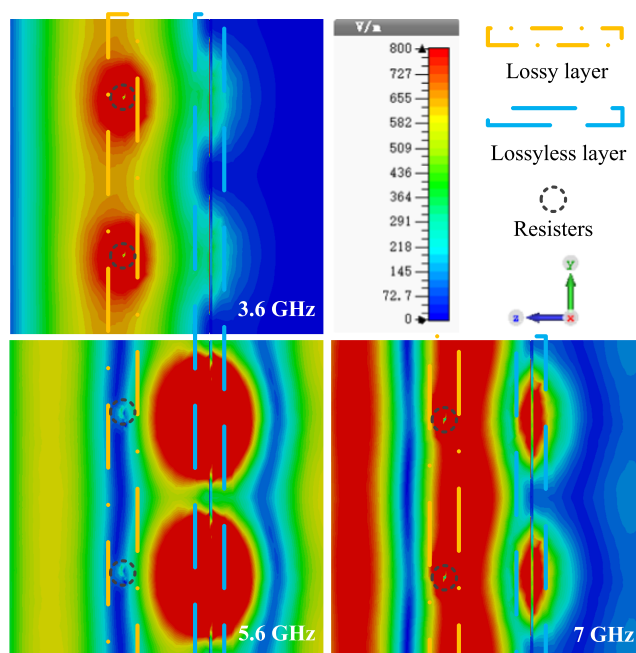 V/m
800
727
655
582
509
436
364
291
218
145
72.7
0
Lossy layer
Lossyless layer
Resisters
y
z
x
3.6 GHz
5.6 GHz
7 GHz